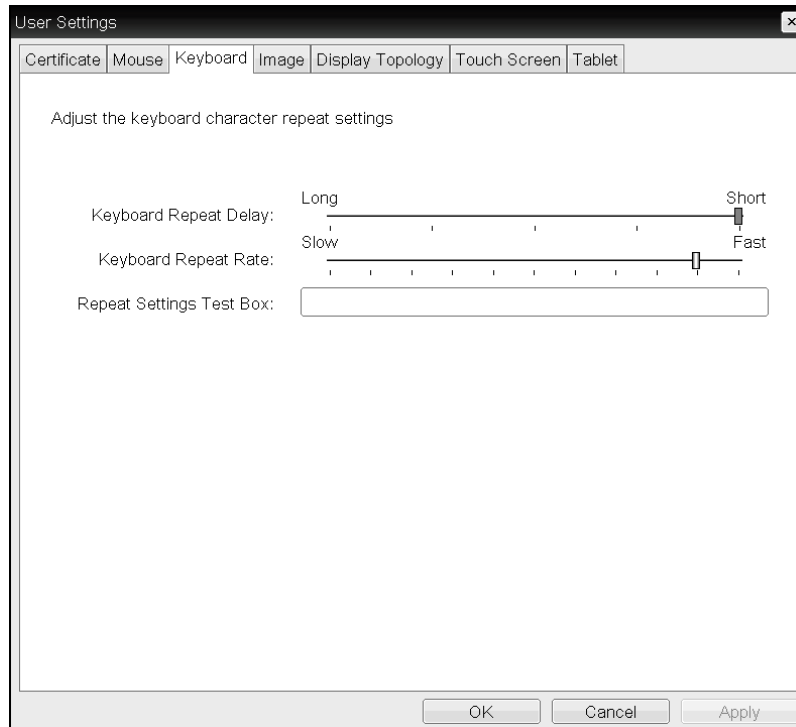 User Settings
Certificate Mouse Keyboard Image Display Topology Touch Screen Tablet
Adjust the keyboard character repeat settings
Long Short
Keyboard Repeat Delay:
Slow Fast
Keyboard Repeat Rate:
Repeat Settings Test Box:
OK Cancel Apply